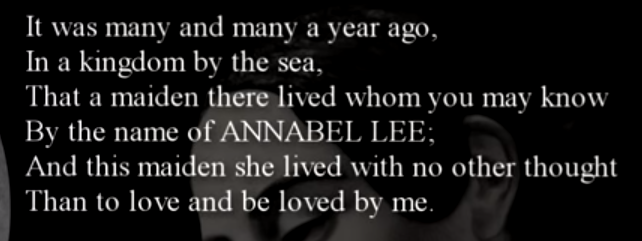 It was many and many a year ago,
In a kingdom by the sea,
That a maiden there lived whom you may know
By the name of ANNABEL LEE;
And this maiden she lived with no other thought
Than to love and be loved by me.